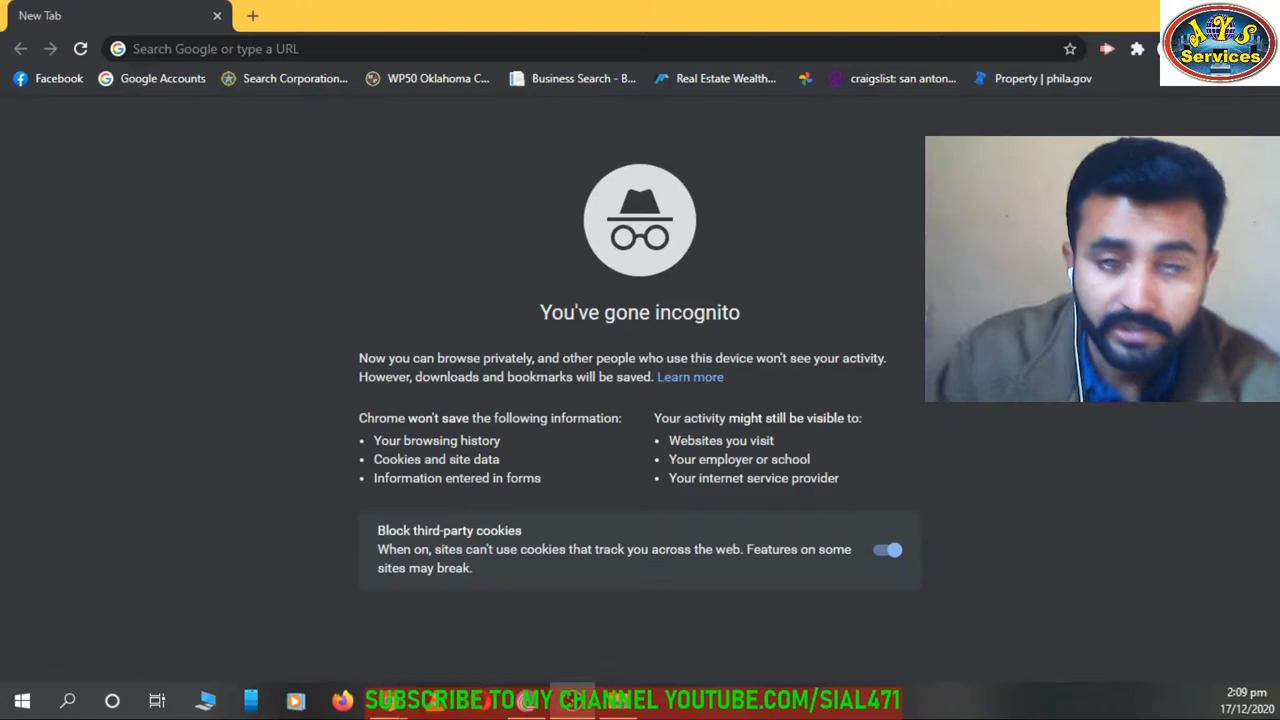 New Tab
AYS
Services
Search Google or type a URL
Facebook
Google Accounts
Search Corporation...
WP50 Oklahoma C...
Business Search - B...
Real Estate Wealth...
craigslist: san anton...
Property | phila.gov
You've gone incognito
Now you can browse privately, and other people who use this device won't see your activity.
However, downloads and bookmarks will be saved. Learn more
Chrome won't save the following information:
Your browsing history
Cookies and site data
Information entered in forms
Your activity might still be visible to:
Websites you visit
Your employer or school
Your internet service provider
Block third-party cookies
When on, sites can't use cookies that track you across the web. Features on some
sites may break.
SUBSCRIBE TO MY CHANNEL YOUTUBE.COM/SIAL471
2:09 pm
17/12/2020